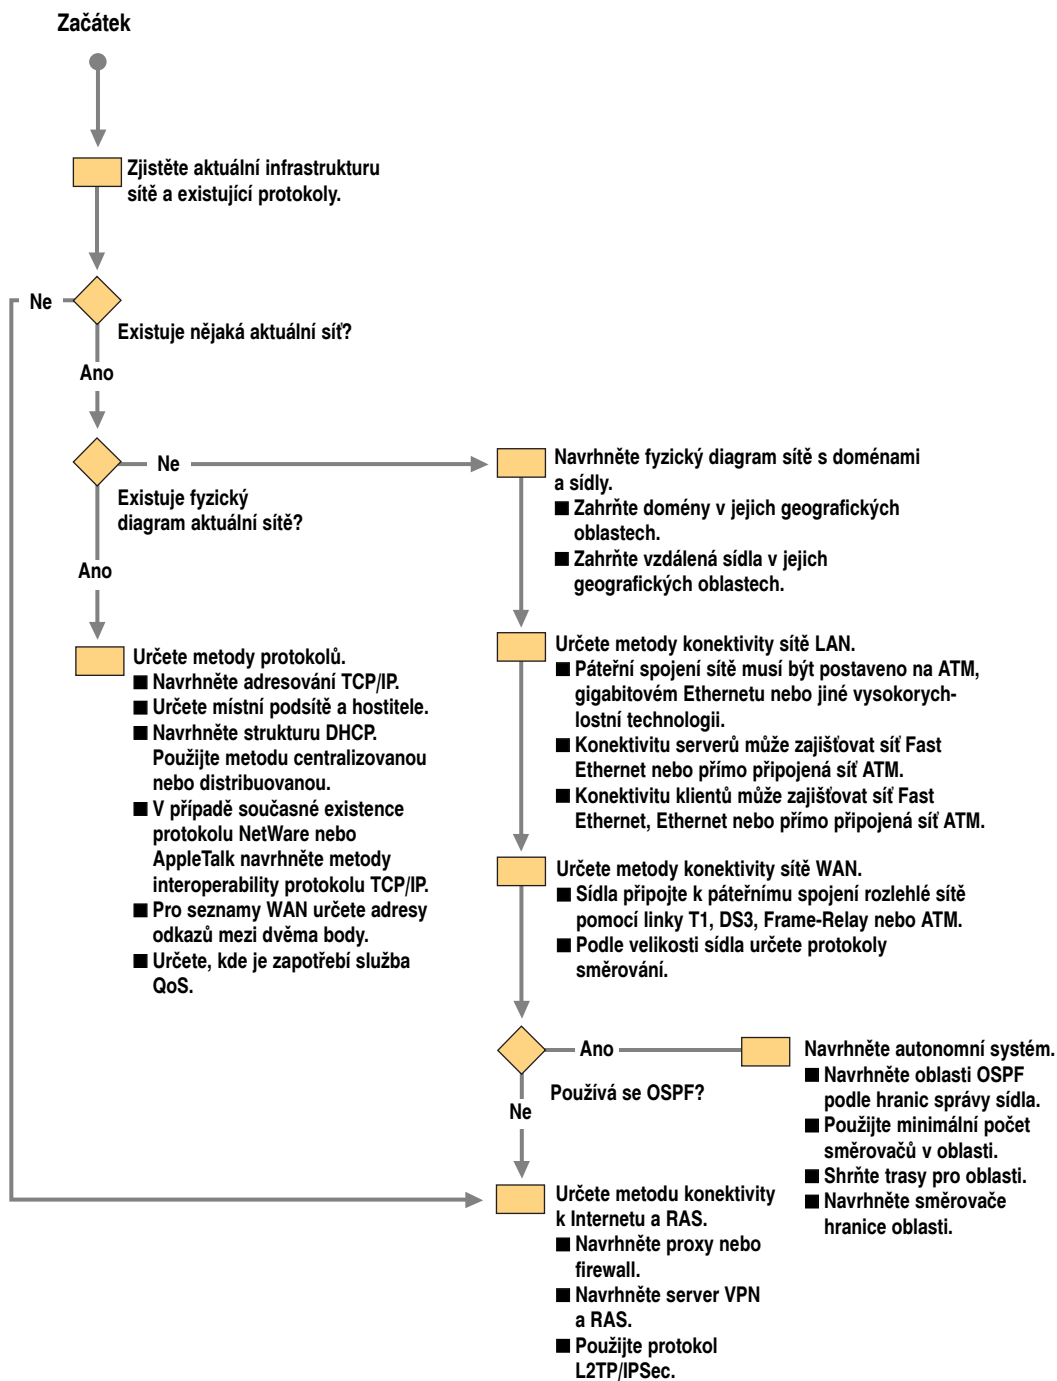 Začátek
Zjistěte aktuální infrastrukturu
sítě a existující protokoly.
Ne
Existuje nějaká aktuální síť?
Ano
Ne
Existuje fyzický
diagram aktuální sítě?
Ano
Určete metody protokolů.
■ Navrhněte adresování TCP/IP.
■ Určete místní podsítě a hostitele.
■ Navrhněte strukturu DHCP.
Použijte metodu centralizovanou
nebo distribuovanou.
■ V případě současné existence
protokolu NetWare nebo
AppleTalk navrhněte metody
interoperability protokolu TCP/IP.
■ Pro seznamy WAN určete adresy
odkazů mezi dvěma body.
■ Určete, kde je zapotřebí služba
QoS.
Navrhněte fyzický diagram sítě s doménami
a sídly.
■ Zahrňte domény v jejich geografických
oblastech.
■ Zahrňte vzdálená sídla v jejich
geografických oblastech.
Určete metody konektivity sítě LAN.
■ Páteřní spojení sítě musí být postaveno na ATM,
gigabitovém Ethernetu nebo jiné vysokorych-
lostní technologii.
■ Konektivitu serverů může zajišťovat síť Fast
Ethernet nebo přímo připojená síť ATM.
■ Konektivitu klientů může zajišťovat síť Fast
Ethernet, Ethernet nebo přímo připojená síť ATM.
Určete metody konektivity sítě WAN.
■ Sídla připojte k páteřnímu spojení rozlehlé sítě
pomocí linky T1, DS3, Frame-Relay nebo ATM.
■ Podle velikosti sídla určete protokoly
směrování.
Ano
Používá se OSPF?
Ne
Navrhněte autonomní systém.
■ Navrhněte oblasti OSPF
podle hranic správy sídla.
■ Použijte minimální počet
směrovačů v oblasti.
■ Shrňte trasy pro oblasti.
■ Navrhněte směrovače
hranice oblasti.
Určete metodu konektivity
k Internetu a RAS.
■ Navrhněte proxy nebo
firewall.
■ Navrhněte server VPN
a RAS.
■ Použijte protokol
L2TP/IPSec.